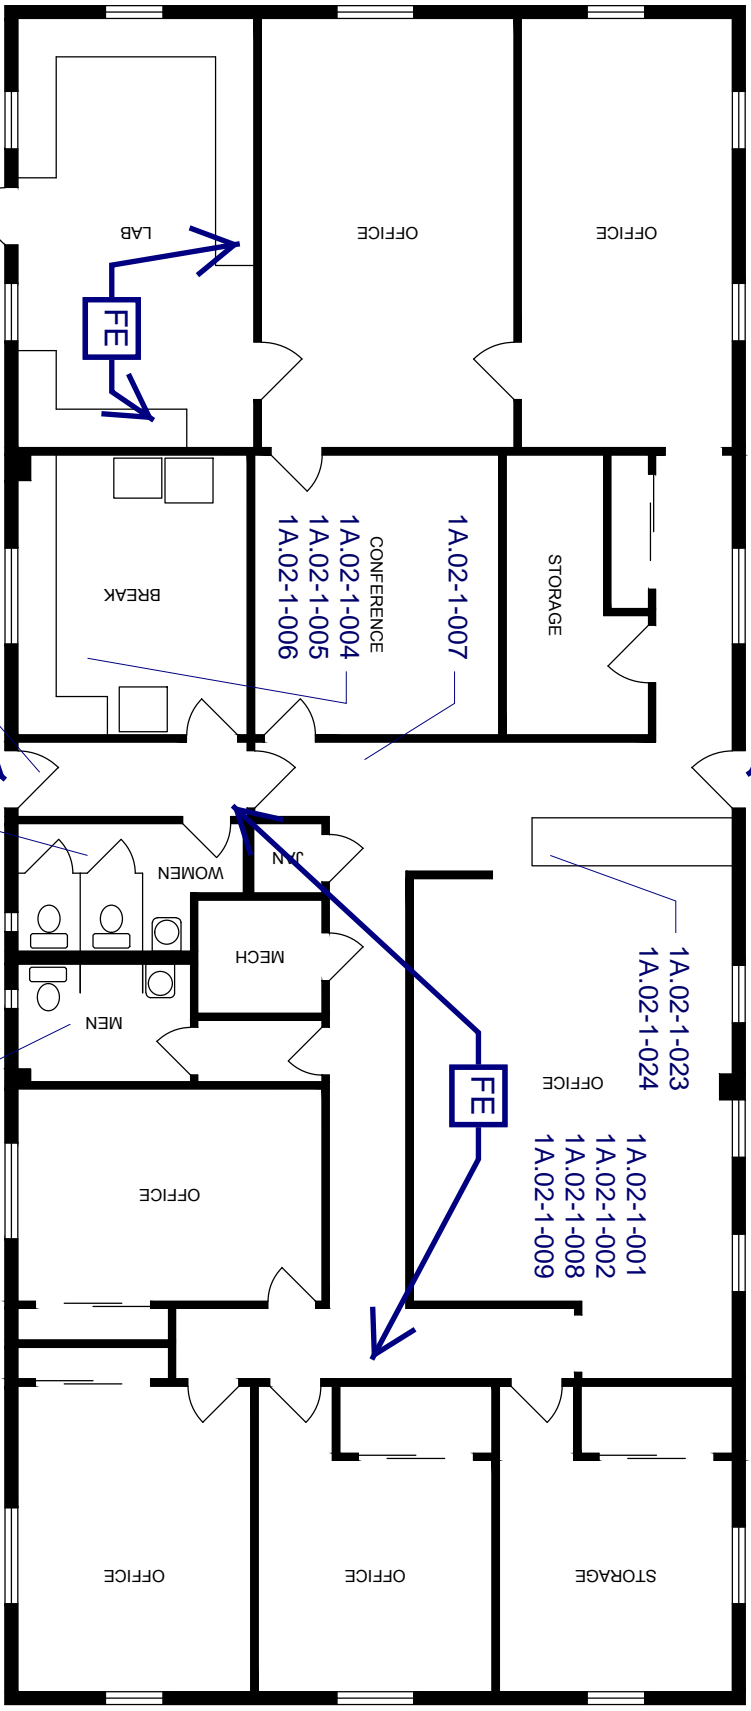 LAB
OFFICE
OFFICE
FE
BREAK
CONFERENCE
1A.02-1-004
1A.02-1-005
1A.02-1-006
1A.02-1-007
STORAGE
WOMEN
JAN
MECH
MEN
1A.02-1-023
1A.02-1-024
OFFICE
FE
1A.02-1-001
1A.02-1-002
1A.02-1-008
1A.02-1-009
OFFICE
OFFICE
OFFICE
STORAGE